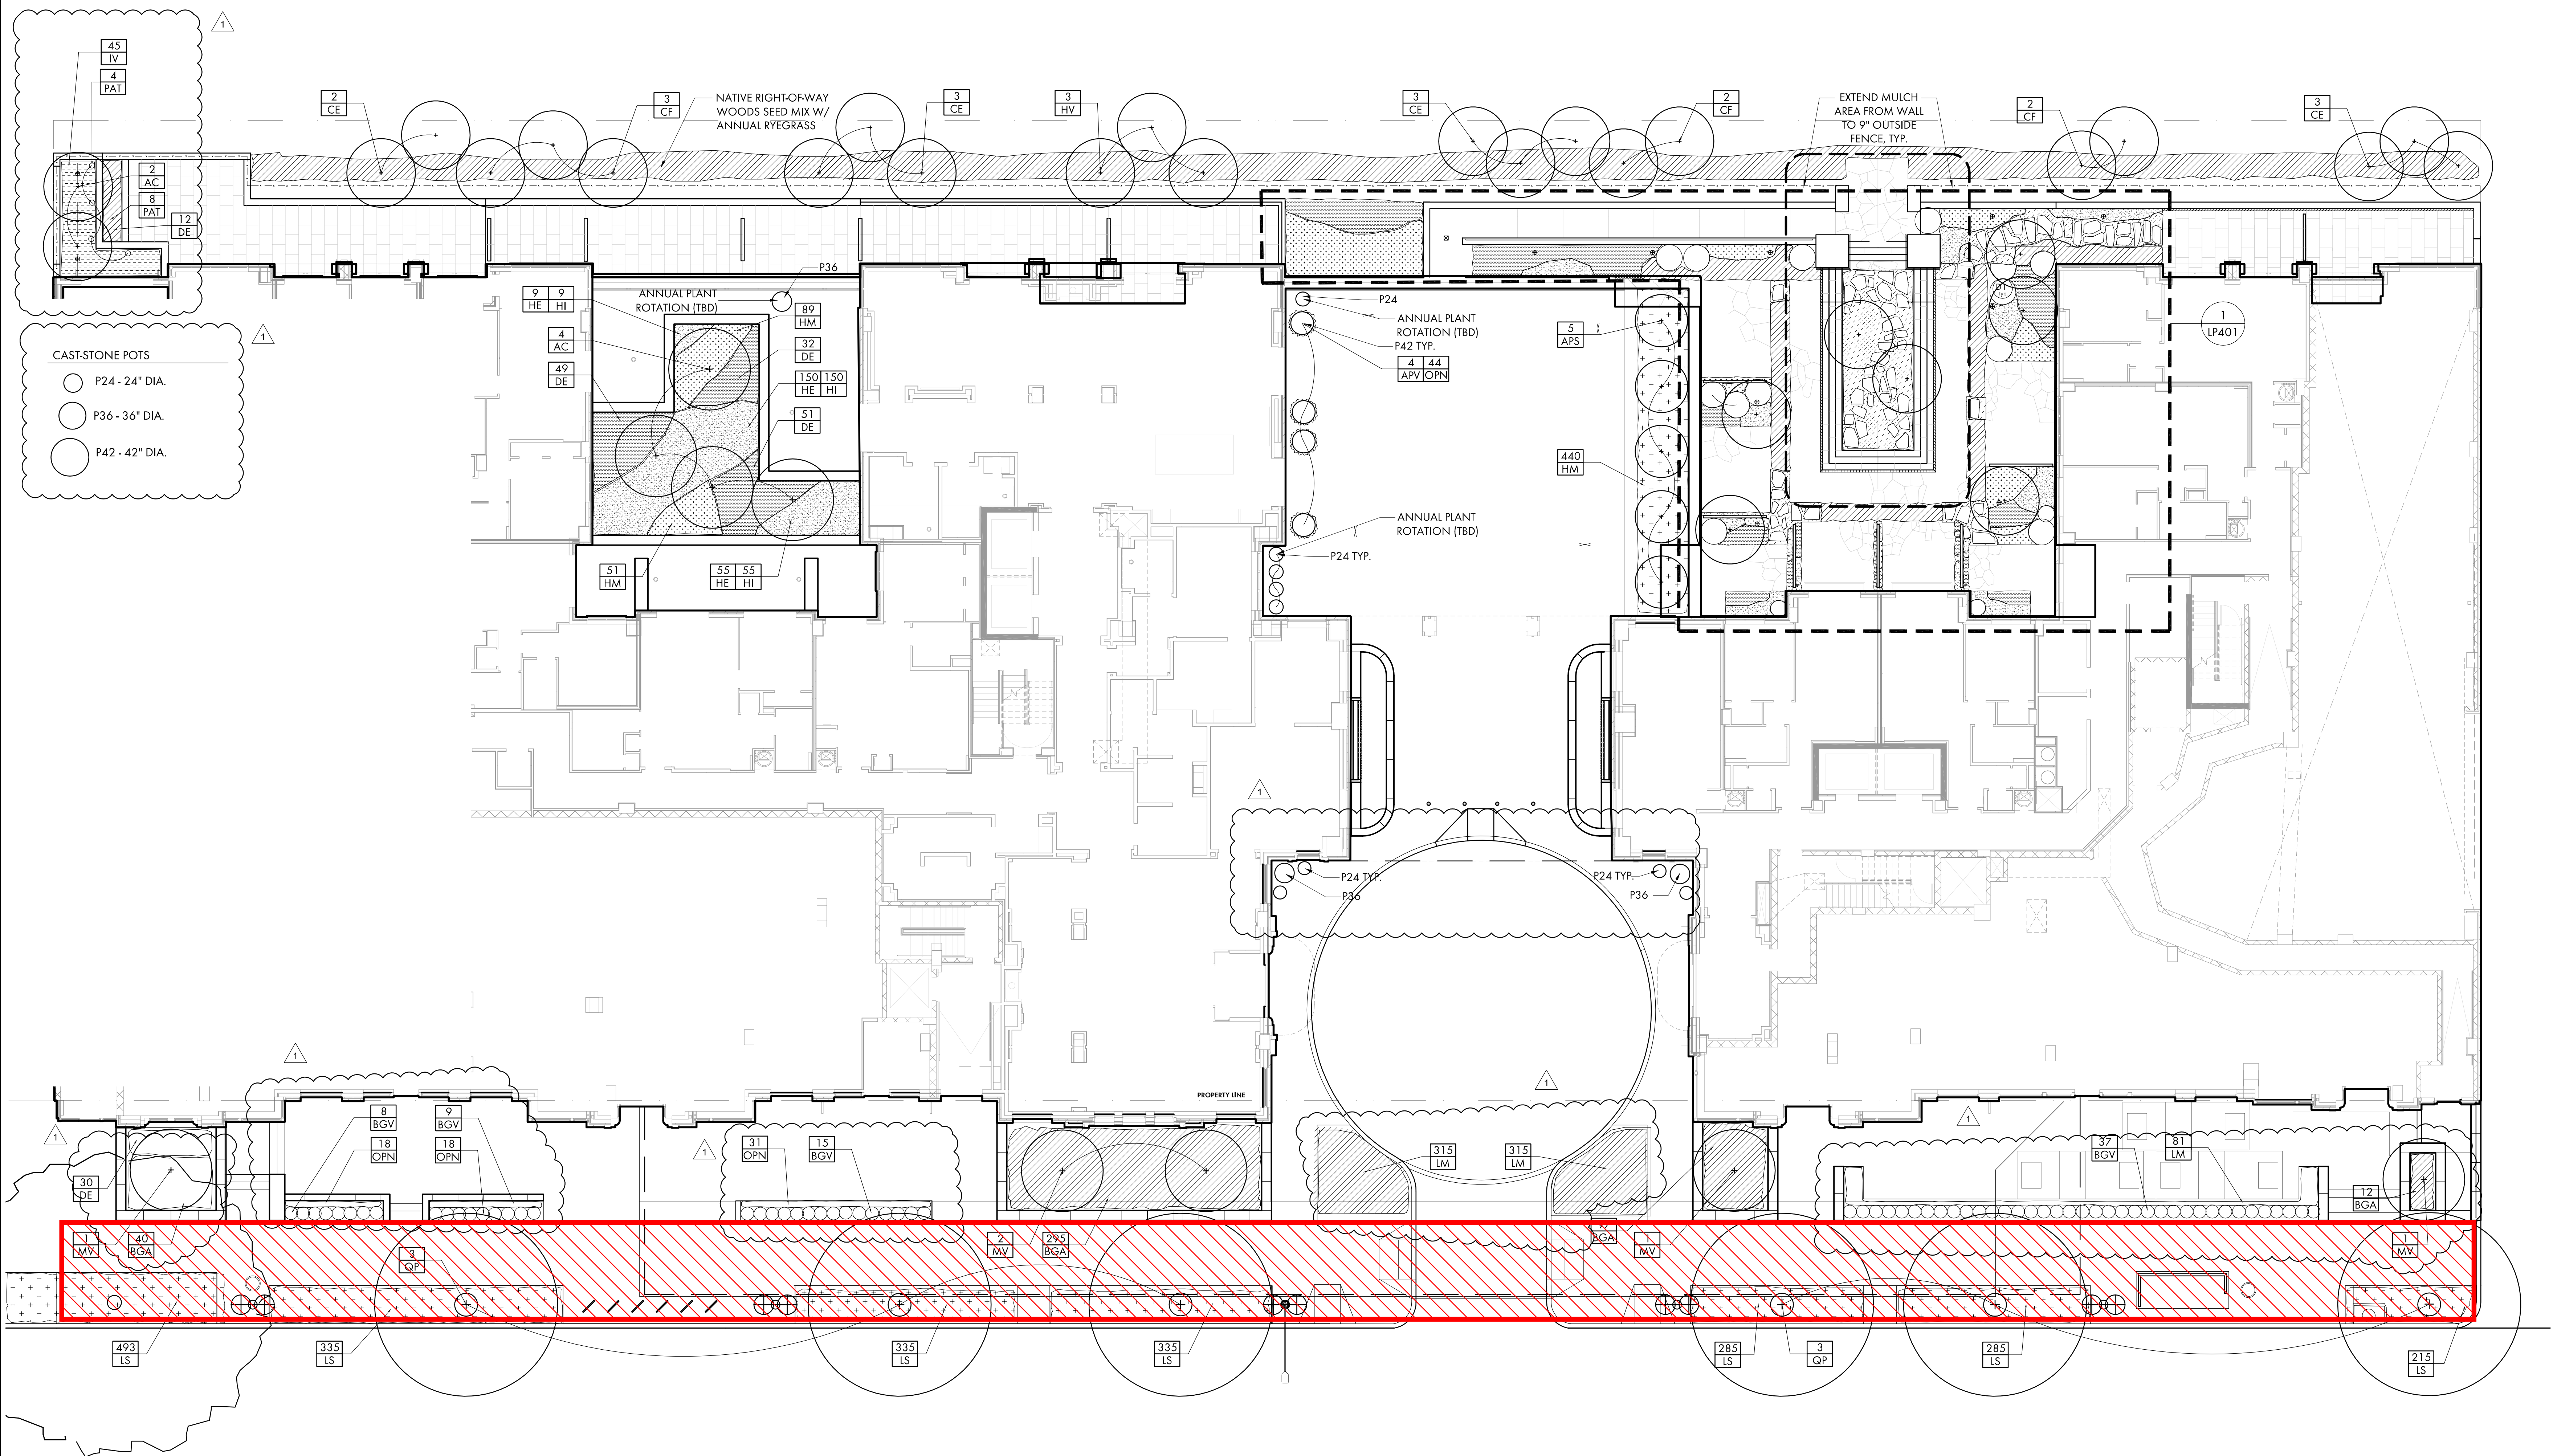 1
45
IV
4
PAT
2
CE
3
CF
NATIVE RIGHT-OF-WAY
WOODS SEED MIX W/
ANNUAL RYEGRASS
3
CE
3
HV
3
CE
2
CF
EXTEND MULCH
AREA FROM WALL
TO 9" OUTSIDE
FENCE, TYP.
2
CF
3
CE
2
AC
8
PAT
12
DE
1
CAST-STONE POTS
P24 - 24" DIA.
P36 - 36" DIA.
P42 - 42" DIA.
P36
ANNUAL PLANT
ROTATION (TBD)
9 9
HE HI
89
HM
4
AC
32
DE
49
DE
150 150
HE HI
51
DE
51
HM
55 55
HE HI
P24
ANNUAL PLANT
ROTATION (TBD)
P42 TYP.
4 44
APV OPN
5
APS
440
HM
ANNUAL PLANT
ROTATION (TBD)
P24 TYP.
1
LP401
1
P24 TYP.
P36
P24 TYP.
P36
1
1
PROPERTY LINE
1
1
1
8
BGV
9
BGV
18
OPN
18
OPN
31
OPN
15
BGV
315
LM
315
LM
37
BGV
81
LM
30
DE
12
BGA
1
MV
40
BGA
3
QP
2
MV
295
BGA
BGA
1
MV
1
MV
493
LS
335
LS
335
LS
335
LS
285
LS
3
QP
285
LS
215
LS